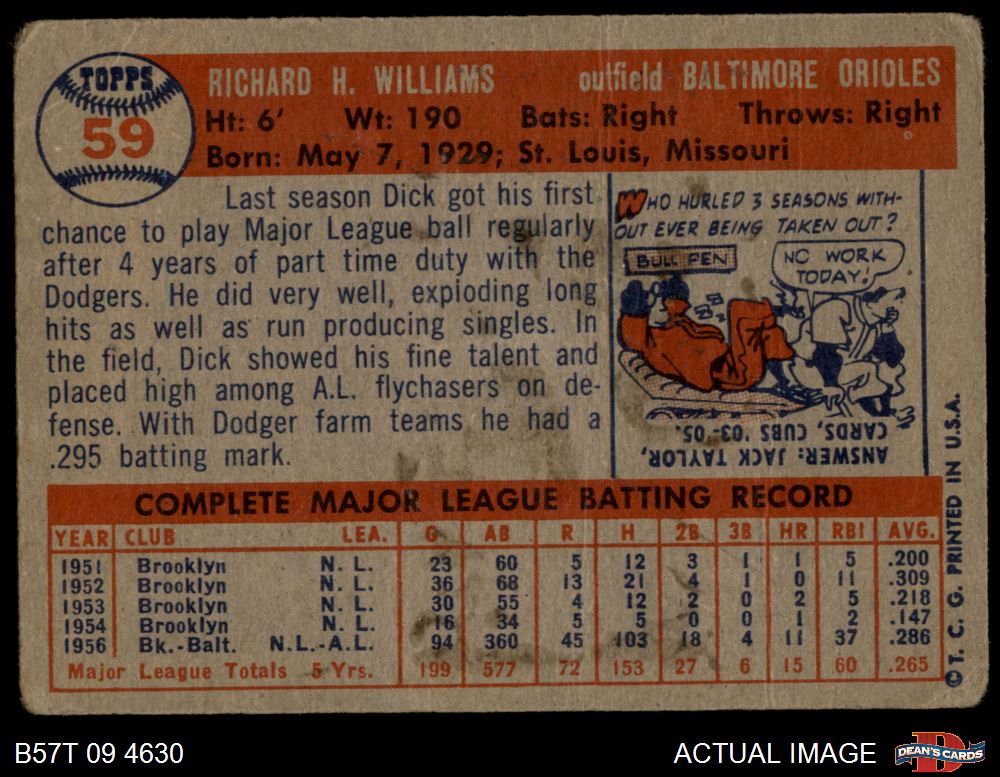 TOPPS
59
RICHARD H. WILLIAMS outfield BALTIMORE ORIOLES
Ht: 6' Wt: 190 Bats: Right Throws: Right
Born: May 7, 1929; St. Louis, Missouri
Last season Dick got his first
chance to play Major League ball regularly
after 4 years of part time duty with the
Dodgers. He did very well, exploding long
hits as well as run producing singles. In
the field, Dick showed his fine talent and
placed high among A.L. flychasers on de-
fense. With Dodger farm teams he had a
.295 batting mark.
WHO HURLED 3 SEASONS WITH-
OUT EVER BEING TAKEN OUT?
BULL PEN
NO WORK
TODAY!
ANSWER: JACK TAYLOR,
CARDS, CUBS '03-05.
COMPLETE MAJOR LEAGUE BATTING RECORD
YEAR CLUB LEA. G AB R H 2B 3B HR RBI AVG.
1951 Brooklyn N. L. 23 60 5 12 3 1 1 5 .200
1952 Brooklyn N. L. 36 68 13 21 4 1 0 11 .309
1953 Brooklyn N. L. 30 55 4 12 2 0 2 5 .218
1954 Brooklyn N. L. 16 34 5 5 0 0 1 2 .147
1956 Bk.-Balt. N.L.-A.L. 94 360 45 103 18 4 11 37 .286
Major League Totals 5 Yrs. 199 577 72 153 27 6 15 60 .265
©T. C. G. PRINTED IN U.S.A.
B57T 09 4630 ACTUAL IMAGE
DEAN'S CARDS